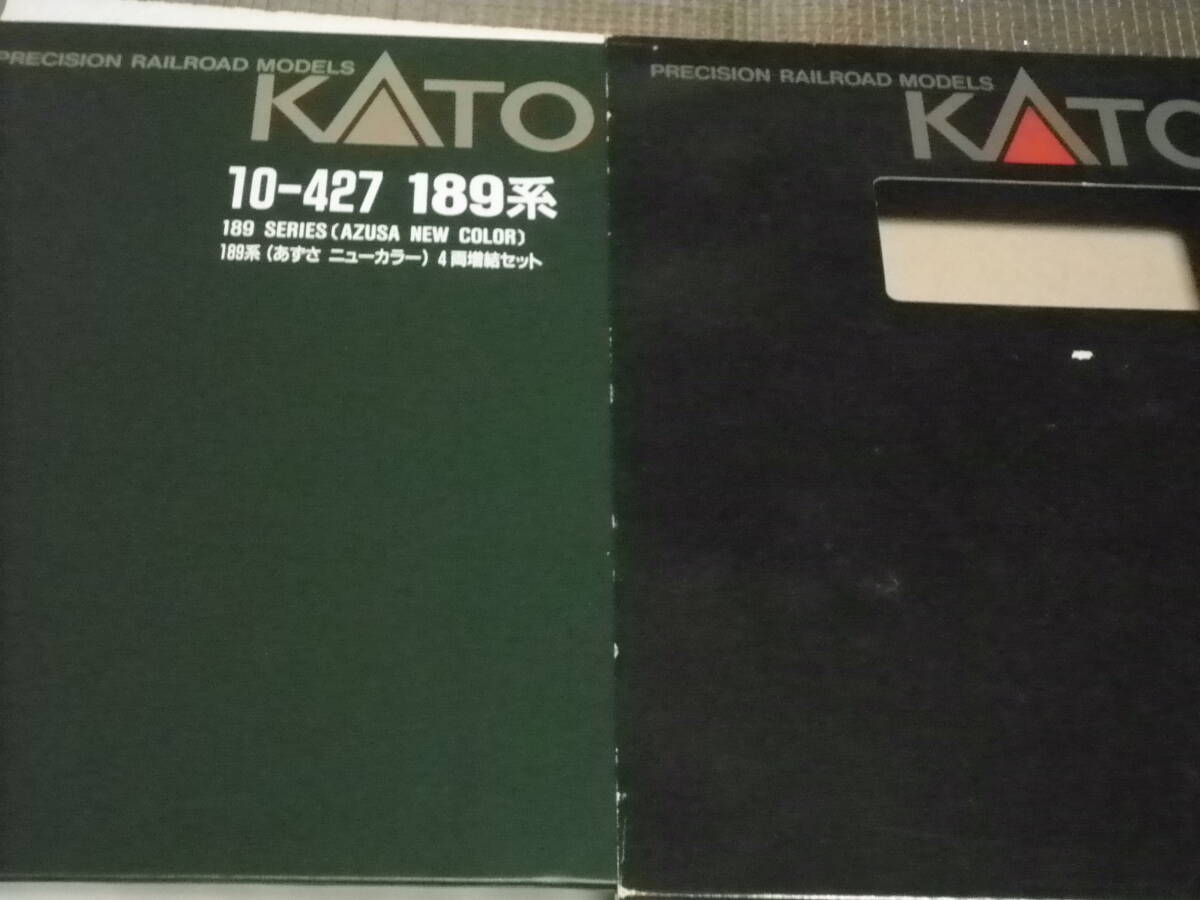 PRECISION RAILROAD MODELS
KATO
10-427 189系
189 SERIES(AZUSA NEW COLOR)
189系(あずさ ニューカラー)4両増結セット
PRECISION RAILROAD MODELS
KATO